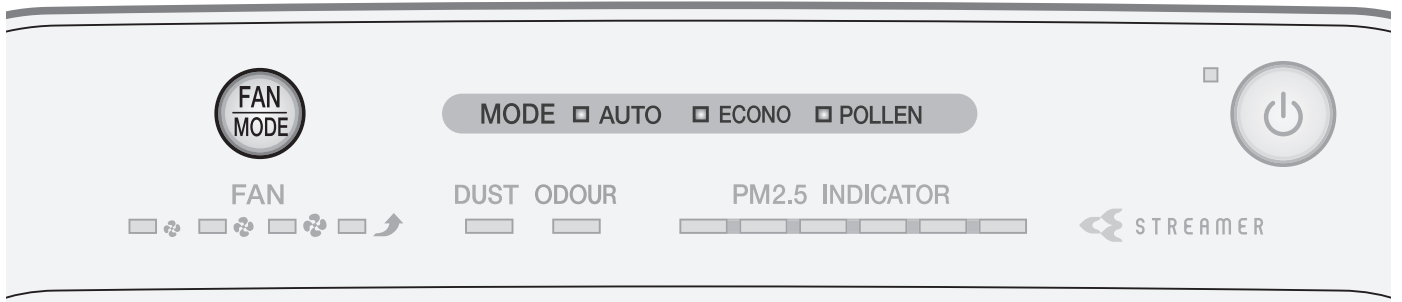 FAN
MODE
MODE AUTO ECONO POLLEN
FAN DUST ODOUR PM2.5 INDICATOR
STREAMER